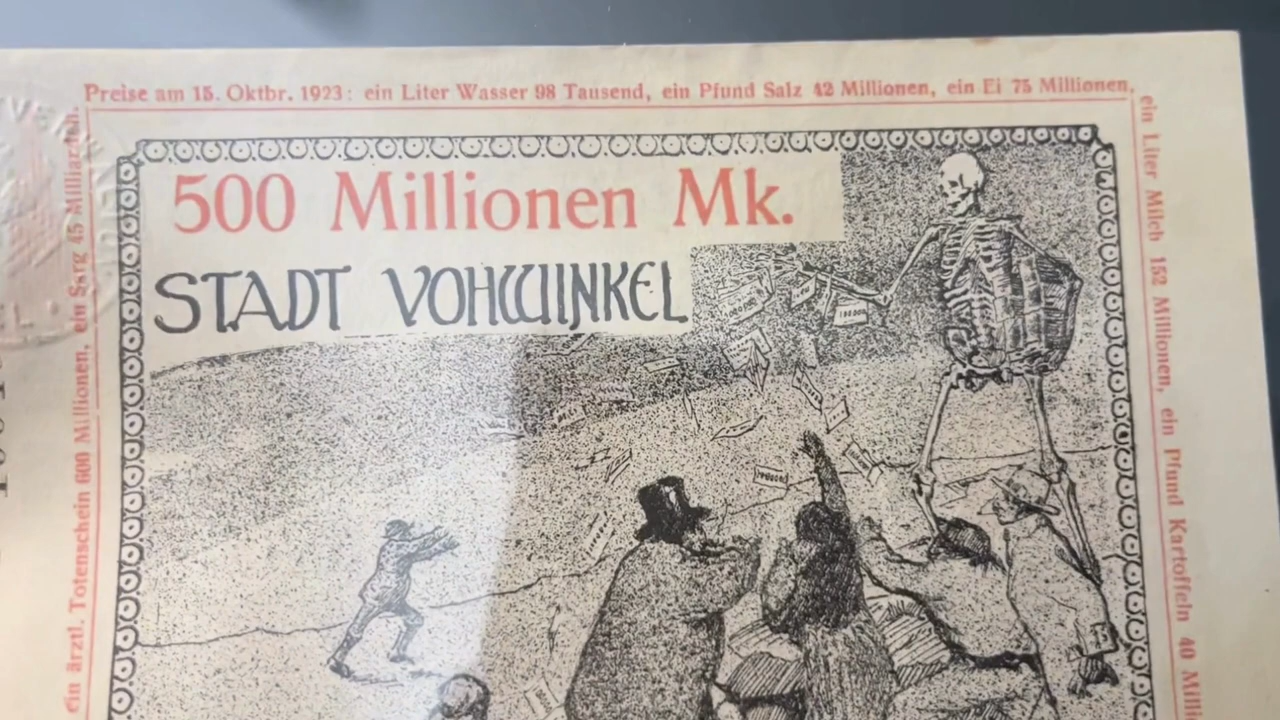 Preise am 15. Oktbr. 1923: ein Liter Wasser 98 Tausend, ein Pfund Salz 42 Millionen, ein Ei 75 Millionen,
ein Liter Milch 152 Millionen, ein Pfund Kartoffeln 40
ein ärztl. Totenschein 600 Millionen, ein Sarg 45 Milliarden.
500 Millionen Mk.
STADT VOHWINKEL